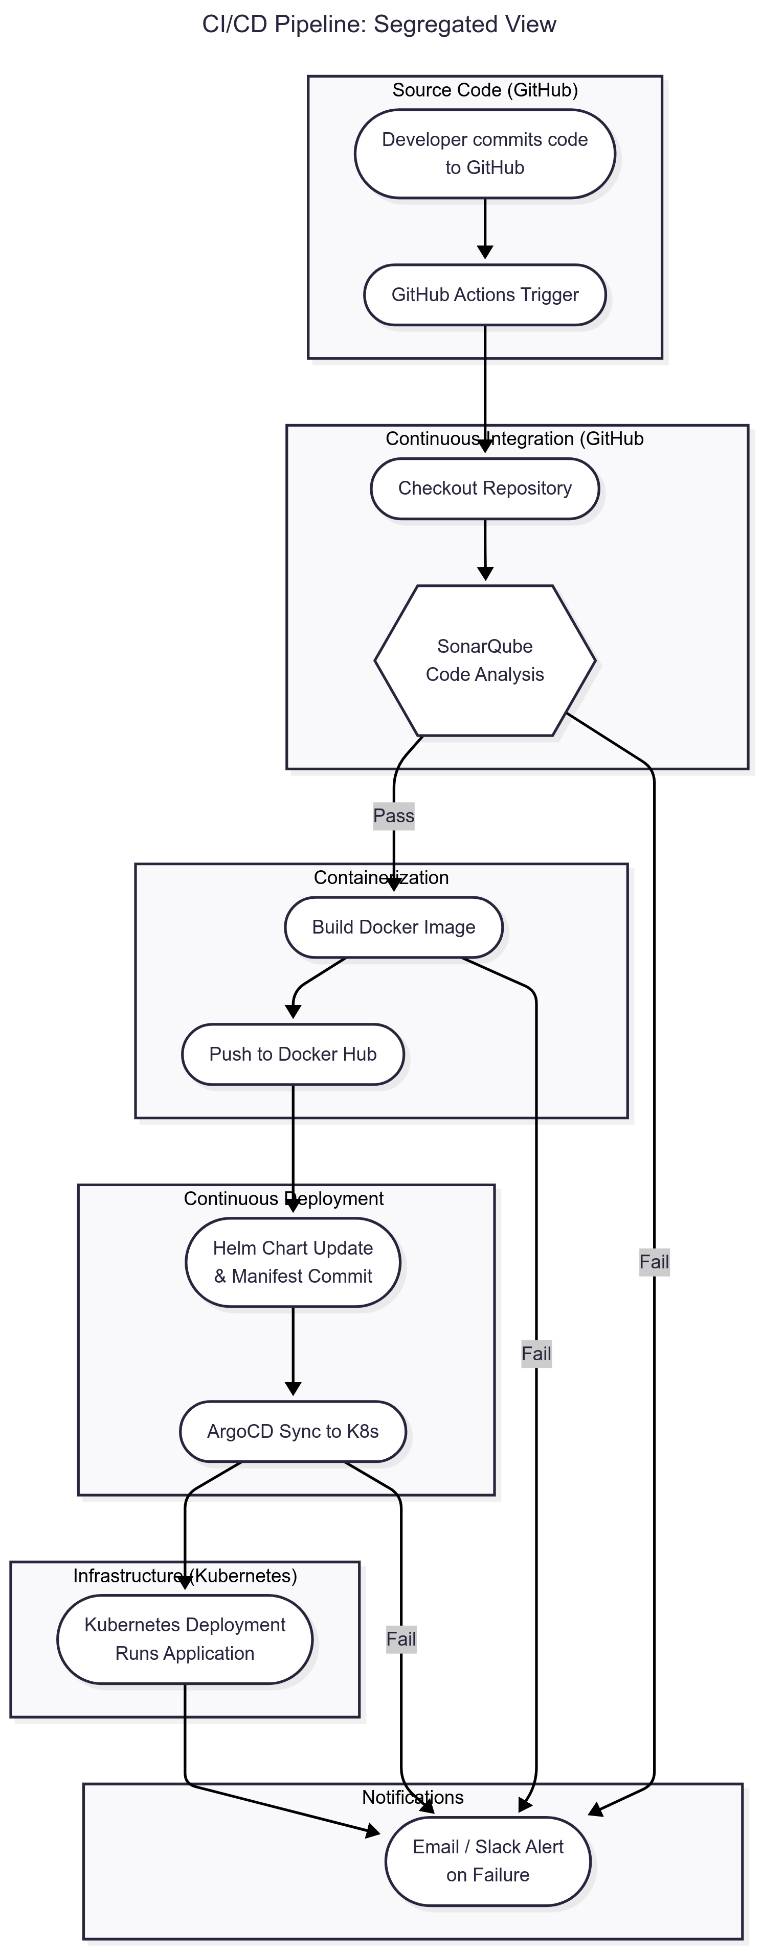 CI/CD Pipeline: Segregated View
Source Code (GitHub)
Developer commits code
to GitHub
GitHub Actions Trigger
Continuous Integration (GitHub
Checkout Repository
SonarQube
Code Analysis
Pass
Containerization
Build Docker Image
Push to Docker Hub
Continuous Deployment
Helm Chart Update
& Manifest Commit
Fail
Fail
ArgoCD Sync to K8s
Infrastructure (Kubernetes)
Kubernetes Deployment
Runs Application
Fail
Notifications
Email / Slack Alert
on Failure